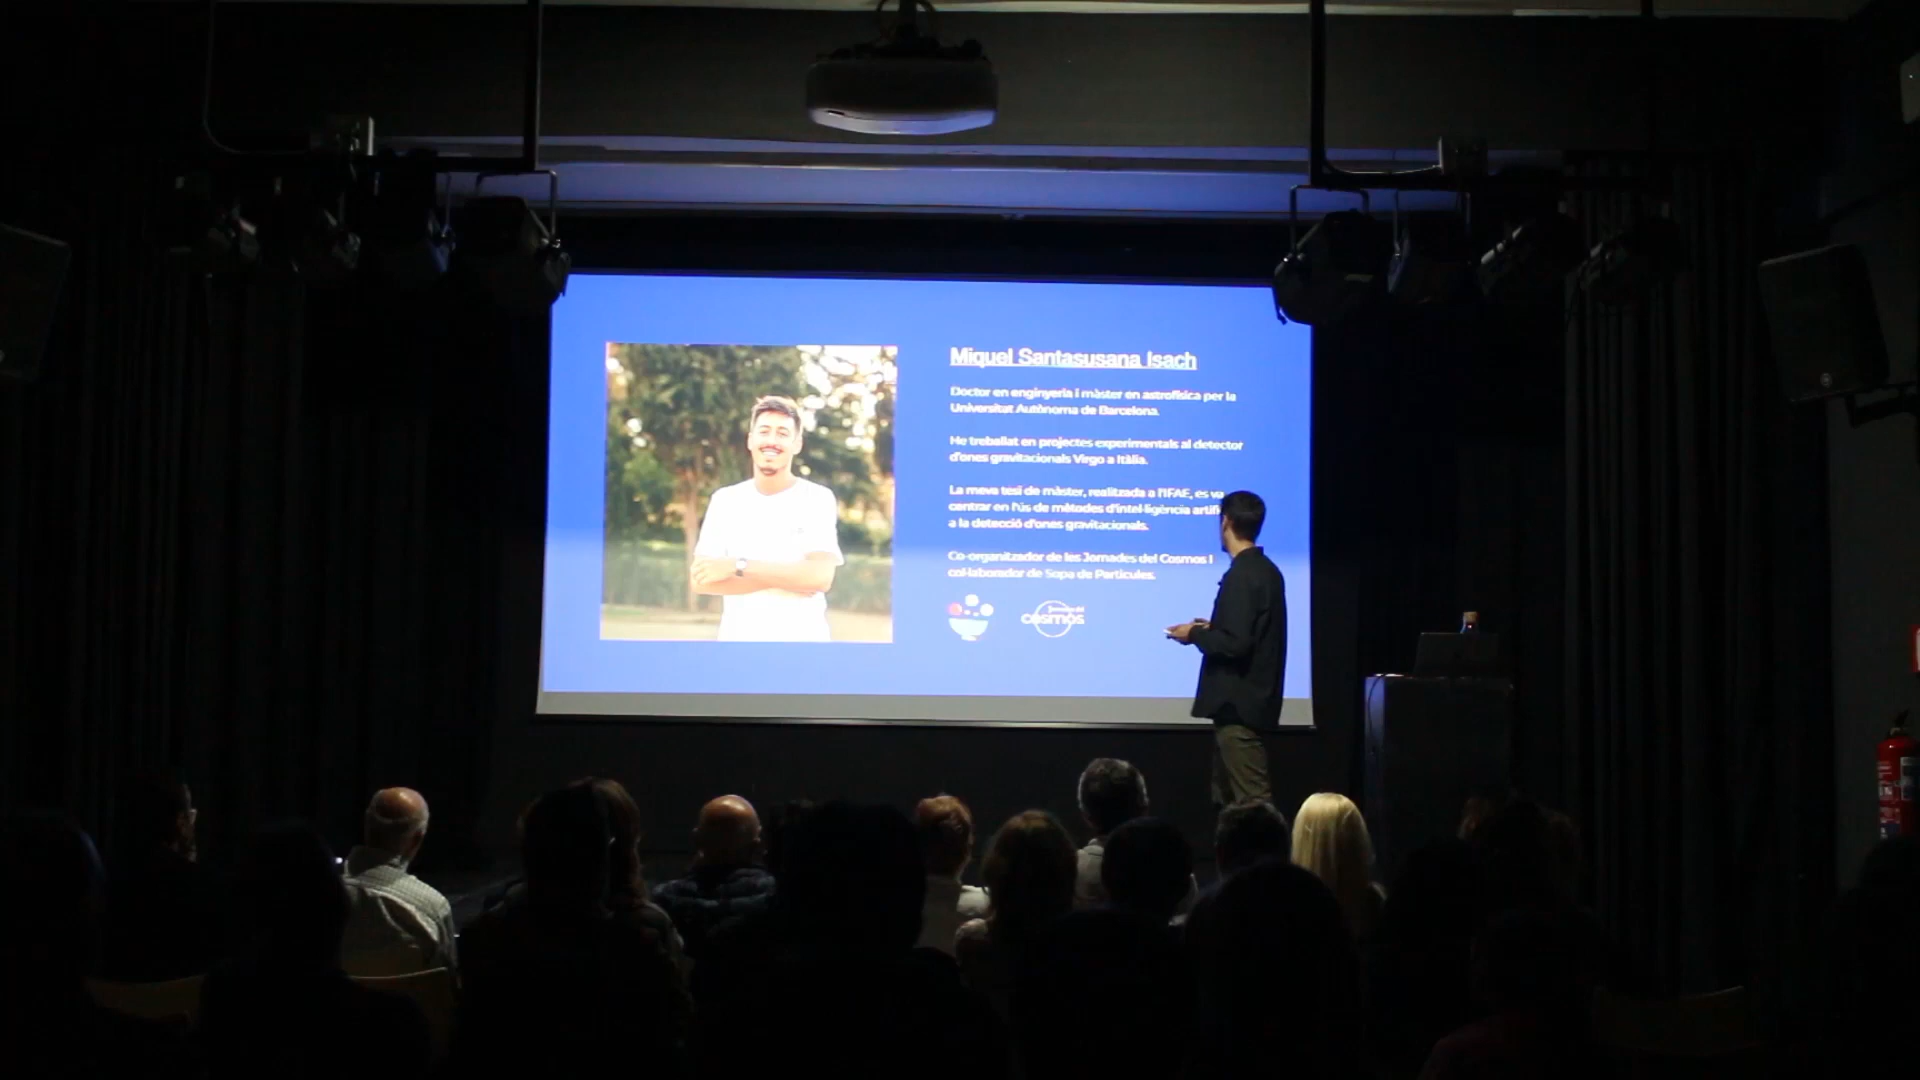 Miquel Santasusana Isach
Doctor en enginyeria i màster en astrofísica per la
Universitat Autònoma de Barcelona.
He treballat en projectes experimentals al detector
d'ones gravitacionals Virgo a Itàlia.
La meva tesi de màster, realitzada a l'IFAE, es va
centrar en l'ús de mètodes d'intel·ligència artifi
a la detecció d'ones gravitacionals.
Co-organitzador de les Jornades del Cosmos i
col·laborador de Sopa de Partícules.
Jornades del
cosmos